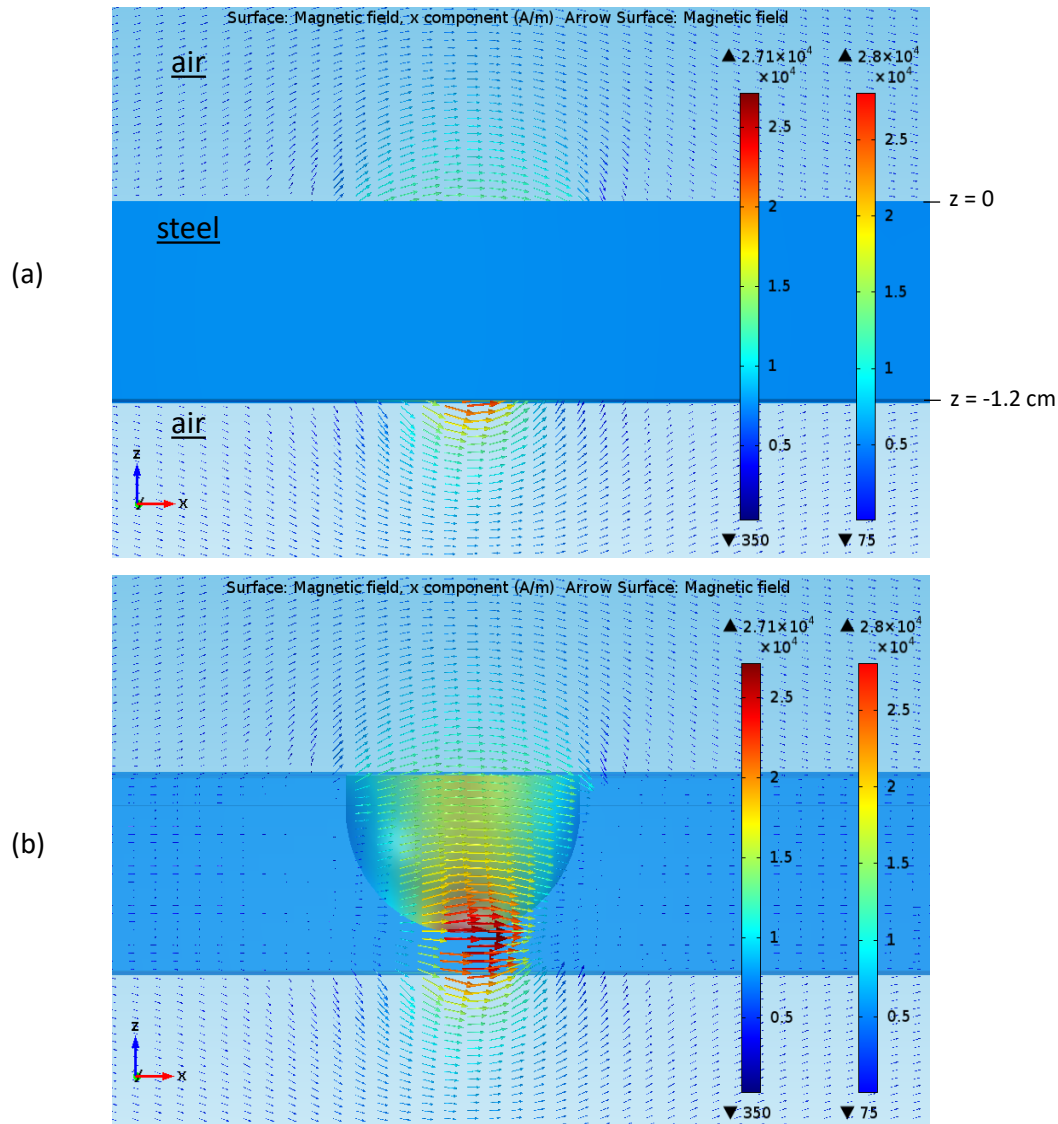 Surface: Magnetic field, x component (A/m) Arrow Surface: Magnetic field
air
▲ 2.71×10⁴ ▲ 2.8×10⁴
×10⁴ ×10⁴
2.5 2.5
z = 0
2 2
steel
(a)
1.5 1.5
1 1
z = -1.2 cm
air
0.5 0.5
z
x
▼ 350 ▼ 75
Surface: Magnetic field, x component (A/m) Arrow Surface: Magnetic field
▲ 2.71×10⁴ ▲ 2.8×10⁴
×10⁴ ×10⁴
2.5 2.5
2 2
(b)
1.5 1.5
1 1
0.5 0.5
z
x
▼ 350 ▼ 75